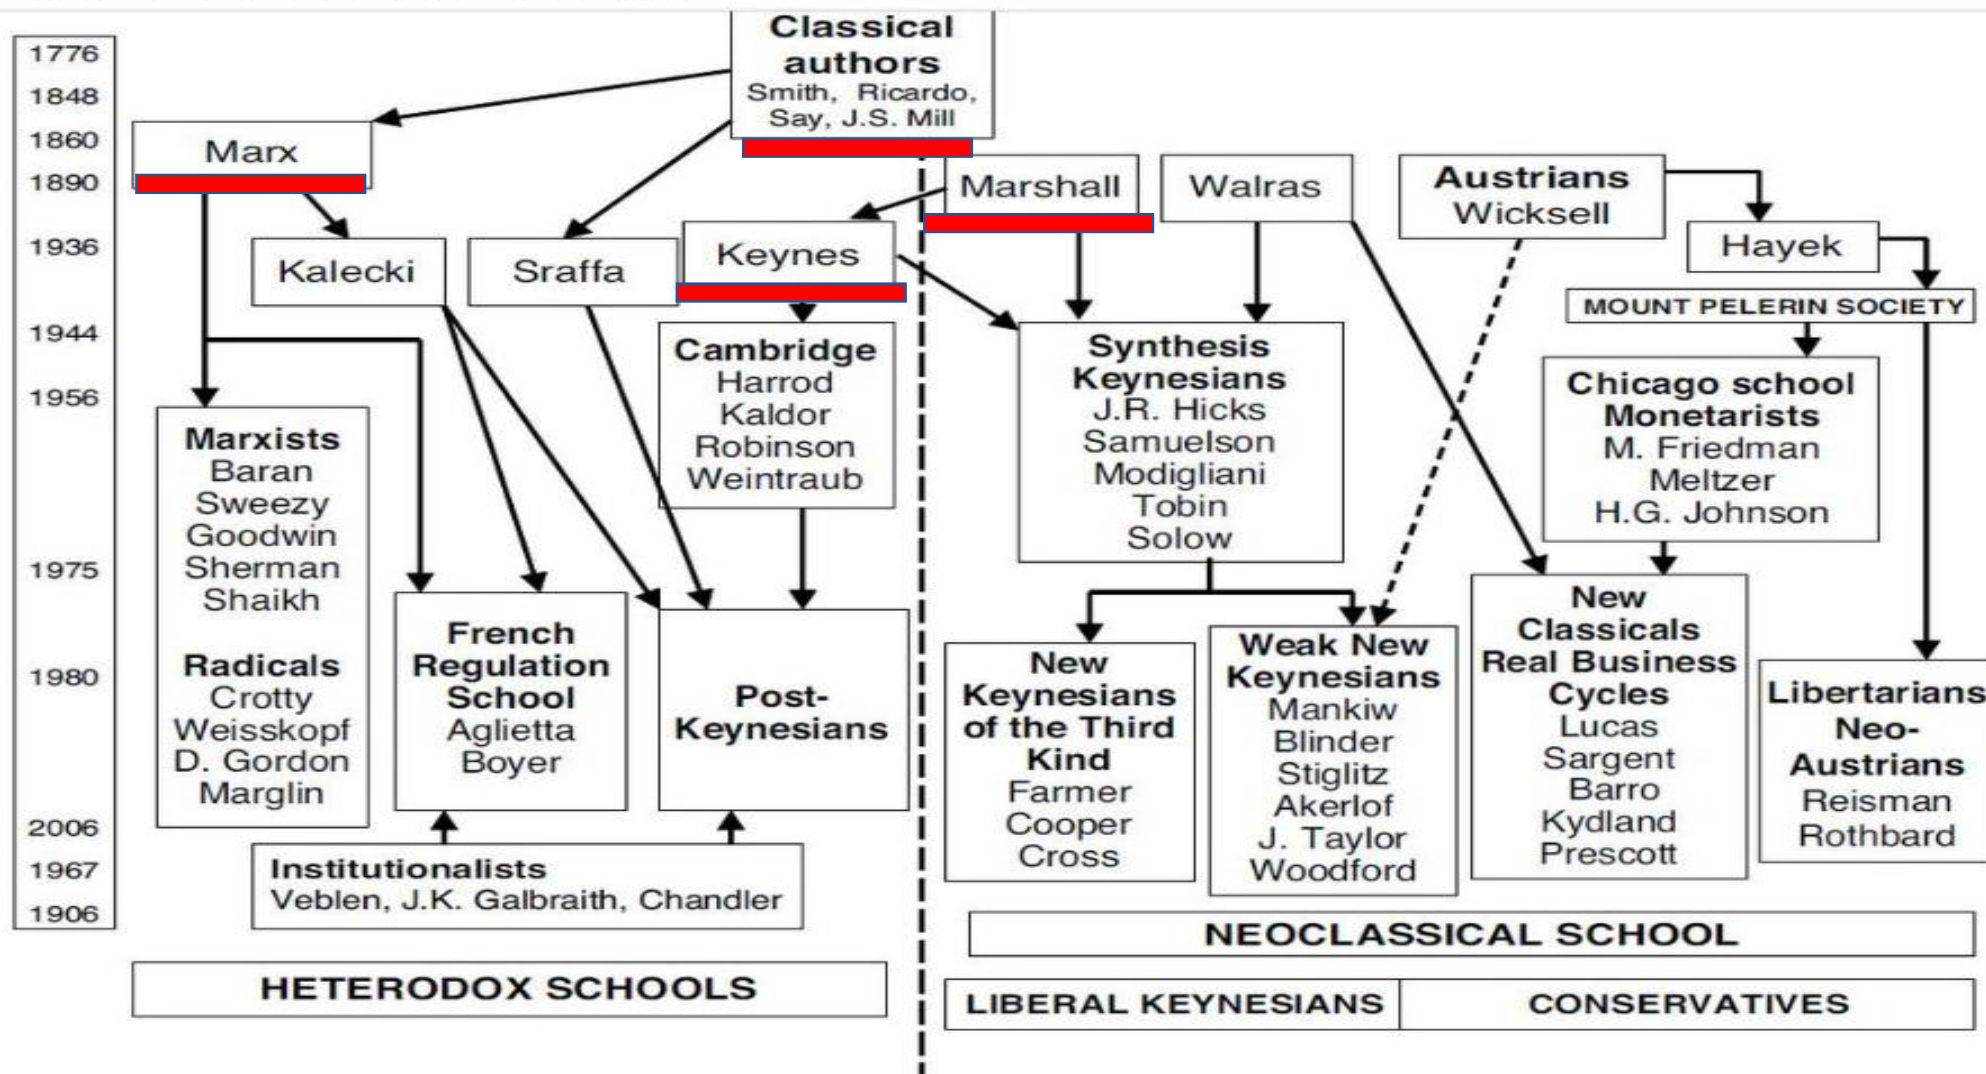 1776
1848
1860
1890
1936
1944
1956
1975
1980
2006
1967
1906
Classical
authors
Smith, Ricardo,
Say, J.S. Mill
Marx
Marshall
Walras
Austrians
Wicksell
Kalecki
Sraffa
Keynes
Hayek
MOUNT PELERIN SOCIETY
Cambridge
Harrod
Kaldor
Robinson
Weintraub
Synthesis
Keynesians
J.R. Hicks
Samuelson
Modigliani
Tobin
Solow
Chicago school
Monetarists
M. Friedman
Meltzer
H.G. Johnson
Marxists
Baran
Sweezy
Goodwin
Sherman
Shaikh
Radicals
Crotty
Weisskopf
D. Gordon
Marglin
French
Regulation
School
Aglietta
Boyer
Post-
Keynesians
New
Keynesians
of the Third
Kind
Farmer
Cooper
Cross
Weak New
Keynesians
Mankiw
Blinder
Stiglitz
Akerlof
J. Taylor
Woodford
New
Classicals
Real Business
Cycles
Lucas
Sargent
Barro
Kydland
Prescott
Libertarians
Neo-
Austrians
Reisman
Rothbard
Institutionalists
Veblen, J.K. Galbraith, Chandler
NEOCLASSICAL SCHOOL
HETERODOX SCHOOLS
LIBERAL KEYNESIANS
CONSERVATIVES